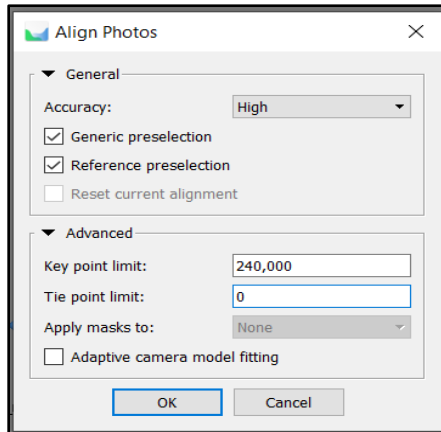 Align Photos
General
Accuracy: High
Generic preselection
Reference preselection
Reset current alignment
Advanced
Key point limit: 240,000
Tie point limit: 0
Apply masks to: None
Adaptive camera model fitting
OK Cancel